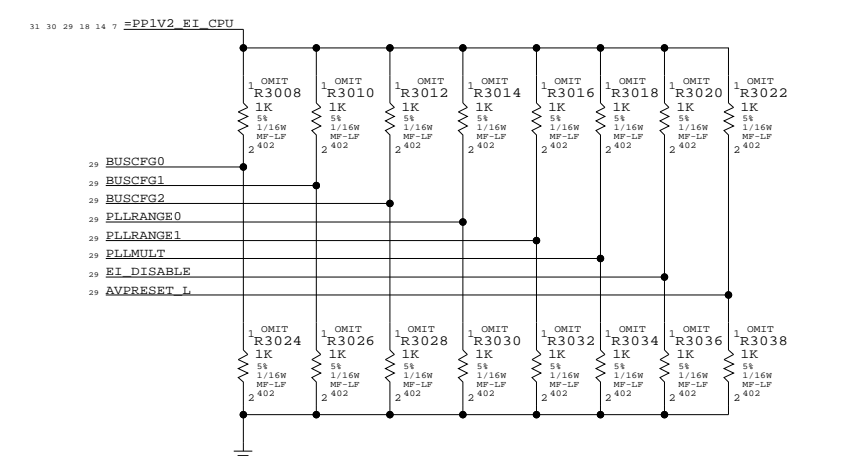 31 30 29 18 14 7 =PP1V2_EI_CPU
1 OMIT 1 OMIT 1 OMIT 1 OMIT 1 OMIT 1 OMIT 1 OMIT 1 OMIT
R3008 R3010 R3012 R3014 R3016 R3018 R3020 R3022
1K 1K 1K 1K 1K 1K 1K 1K
5% 5% 5% 5% 5% 5% 5% 5%
1/16W 1/16W 1/16W 1/16W 1/16W 1/16W 1/16W 1/16W
MF-LF MF-LF MF-LF MF-LF MF-LF MF-LF MF-LF MF-LF
2 402 2 402 2 402 2 402 2 402 2 402 2 402 2 402
29 BUSCFG0
29 BUSCFG1
29 BUSCFG2
29 PLLRANGE0
29 PLLRANGE1
29 PLLMULT
29 EI_DISABLE
29 AVPRESET_L
1 OMIT 1 OMIT 1 OMIT 1 OMIT 1 OMIT 1 OMIT 1 OMIT 1 OMIT
R3024 R3026 R3028 R3030 R3032 R3034 R3036 R3038
1K 1K 1K 1K 1K 1K 1K 1K
5% 5% 5% 5% 5% 5% 5% 5%
1/16W 1/16W 1/16W 1/16W 1/16W 1/16W 1/16W 1/16W
MF-LF MF-LF MF-LF MF-LF MF-LF MF-LF MF-LF MF-LF
2 402 2 402 2 402 2 402 2 402 2 402 2 402 2 402